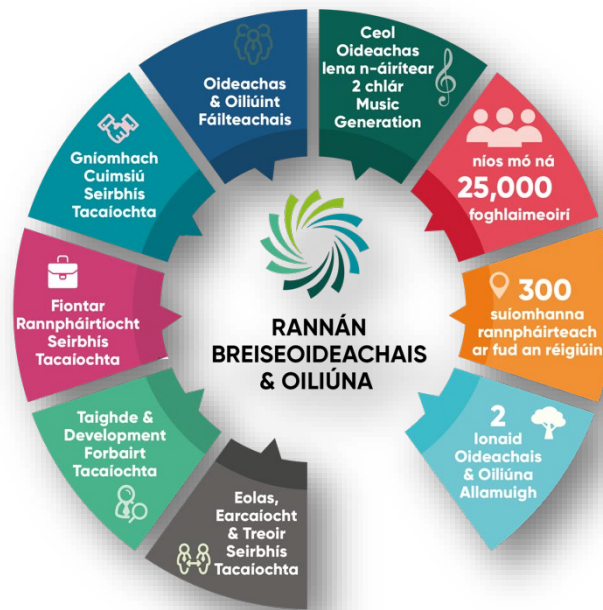 Oideachas
& Oiliúint
Fáilteachais
Ceol
Oideachas
lena n-áirítear
2 chlár
Music
Generation
níos mó ná
25,000
foghlaimeoirí
300
suíomhanna
rannpháirteach
ar fud an réigiúin
2
Ionaid
Oideachais
& Oiliúna
Allamuigh
Eolas,
Earcaíocht
& Treoir
Seirbhís
Tacaíochta
Taighde &
Development
Forbairt
Tacaíochta
Fiontar
Rannpháirtíocht
Seirbhís
Tacaíochta
Gníomhach
Cuimsiú
Seirbhís
Tacaíochta
RANNÁN
BREISEOIDEACHAIS
& OILIÚNA